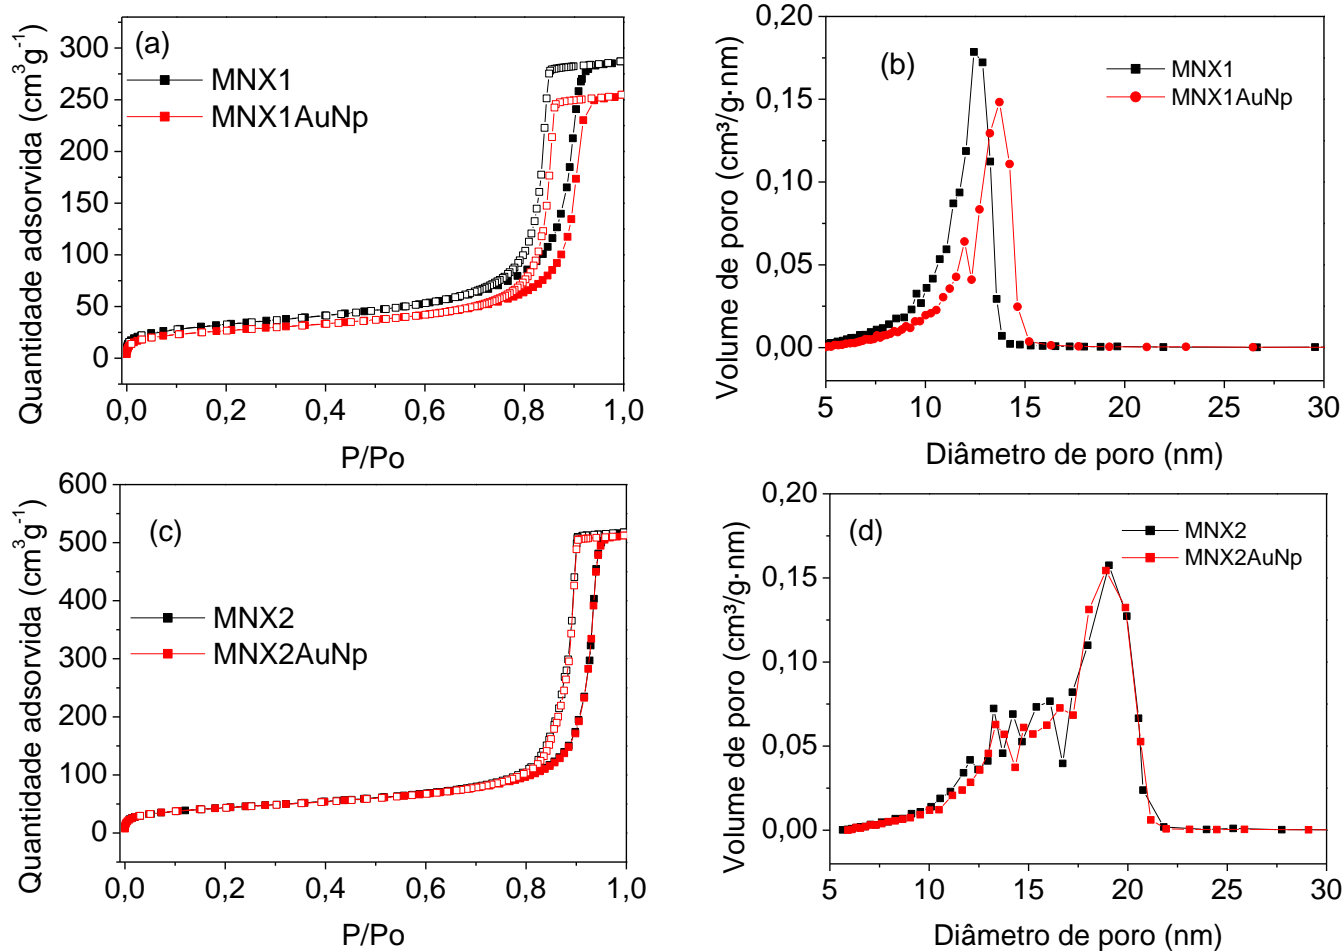 (a)
MNX1
MNX1AuNp
Quantidade adsorvida (cm³g⁻¹)
300
250
200
150
100
50
0
0,0 0,2 0,4 0,6 0,8 1,0
P/Po
(b)
MNX1
MNX1AuNp
Volume de poro (cm³/g·nm)
0,20
0,15
0,10
0,05
0,00
5 10 15 20 25 30
Diâmetro de poro (nm)
(c)
MNX2
MNX2AuNp
Quantidade adsorvida (cm³g⁻¹)
600
500
400
300
200
100
0
0,0 0,2 0,4 0,6 0,8 1,0
P/Po
(d)
MNX2
MNX2AuNp
Volume de poro (cm³/g·nm)
0,20
0,15
0,10
0,05
0,00
5 10 15 20 25 30
Diâmetro de poro (nm)